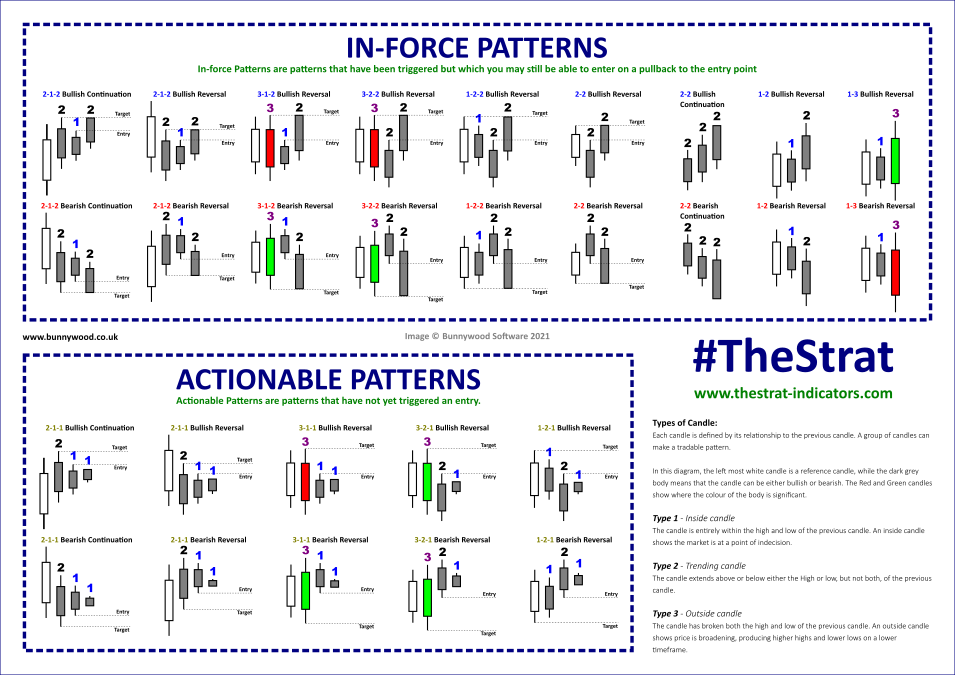 IN-FORCE PATTERNS
In-force Patterns are patterns that have been triggered but which you may still be able to enter on a pullback to the entry point
2-1-2 Bullish Continuation
2 2
1
Target
Entry
2-1-2 Bullish Reversal
2 1 2
Target
Entry
3-1-2 Bullish Reversal
3 1 2
Target
Entry
3-2-2 Bullish Reversal
3 2 2
Target
Entry
1-2-2 Bullish Reversal
1 2 2
Target
Entry
2-2 Bullish Reversal
2 2
Target
Entry
2-2 Bullish
Continuation
2 2 2
1-2 Bullish Reversal
1 2
1-3 Bullish Reversal
1 3
2-1-2 Bearish Continuation
2 1 2
Entry
Target
2-1-2 Bearish Reversal
2 1 2
Entry
Target
3-1-2 Bearish Reversal
3 1 2
Entry
Target
3-2-2 Bearish Reversal
3 2 2
Entry
Target
1-2-2 Bearish Reversal
1 2 2
Entry
Target
2-2 Bearish Reversal
2 2
Entry
Target
2-2 Bearish
Continuation
2 2 2
1-2 Bearish Reversal
1 2
1-3 Bearish Reversal
1 3
www.bunnywood.co.uk
Image © Bunnywood Software 2021
ACTIONABLE PATTERNS
Actionable Patterns are patterns that have not yet triggered an entry.
2-1-1 Bullish Continuation
2 1 1
Target
Entry
2-1-1 Bullish Reversal
2 1 1
Target
Entry
3-1-1 Bullish Reversal
3 1 1
Target
Entry
3-2-1 Bullish Reversal
3 2 1
Target
Entry
1-2-1 Bullish Reversal
1 2 1
Target
Entry
2-1-1 Bearish Continuation
2 1 1
Entry
Target
2-1-1 Bearish Reversal
2 1 1
Entry
Target
3-1-1 Bearish Reversal
3 1 1
Entry
Target
3-2-1 Bearish Reversal
3 2 1
Entry
Target
1-2-1 Bearish Reversal
1 2 1
Entry
Target
#TheStrat
www.thestrat-indicators.com
Types of Candle:
Each candle is defined by its relationship to the previous candle. A group of candles can
make a tradable pattern.
In this diagram, the left most white candle is a reference candle, while the dark grey
body means that the candle can be either bullish or bearish. The Red and Green candles
show where the colour of the body is significant.
Type 1 - Inside candle
The candle is entirely within the high and low of the previous candle. An inside candle
shows the market is at a point of indecision.
Type 2 - Trending candle
The candle extends above or below either the High or low, but not both, of the previous
candle.
Type 3 - Outside candle
The candle has broken both the high and low of the previous candle. An outside candle
shows price is broadening, producing higher highs and lower lows on a lower
timeframe.